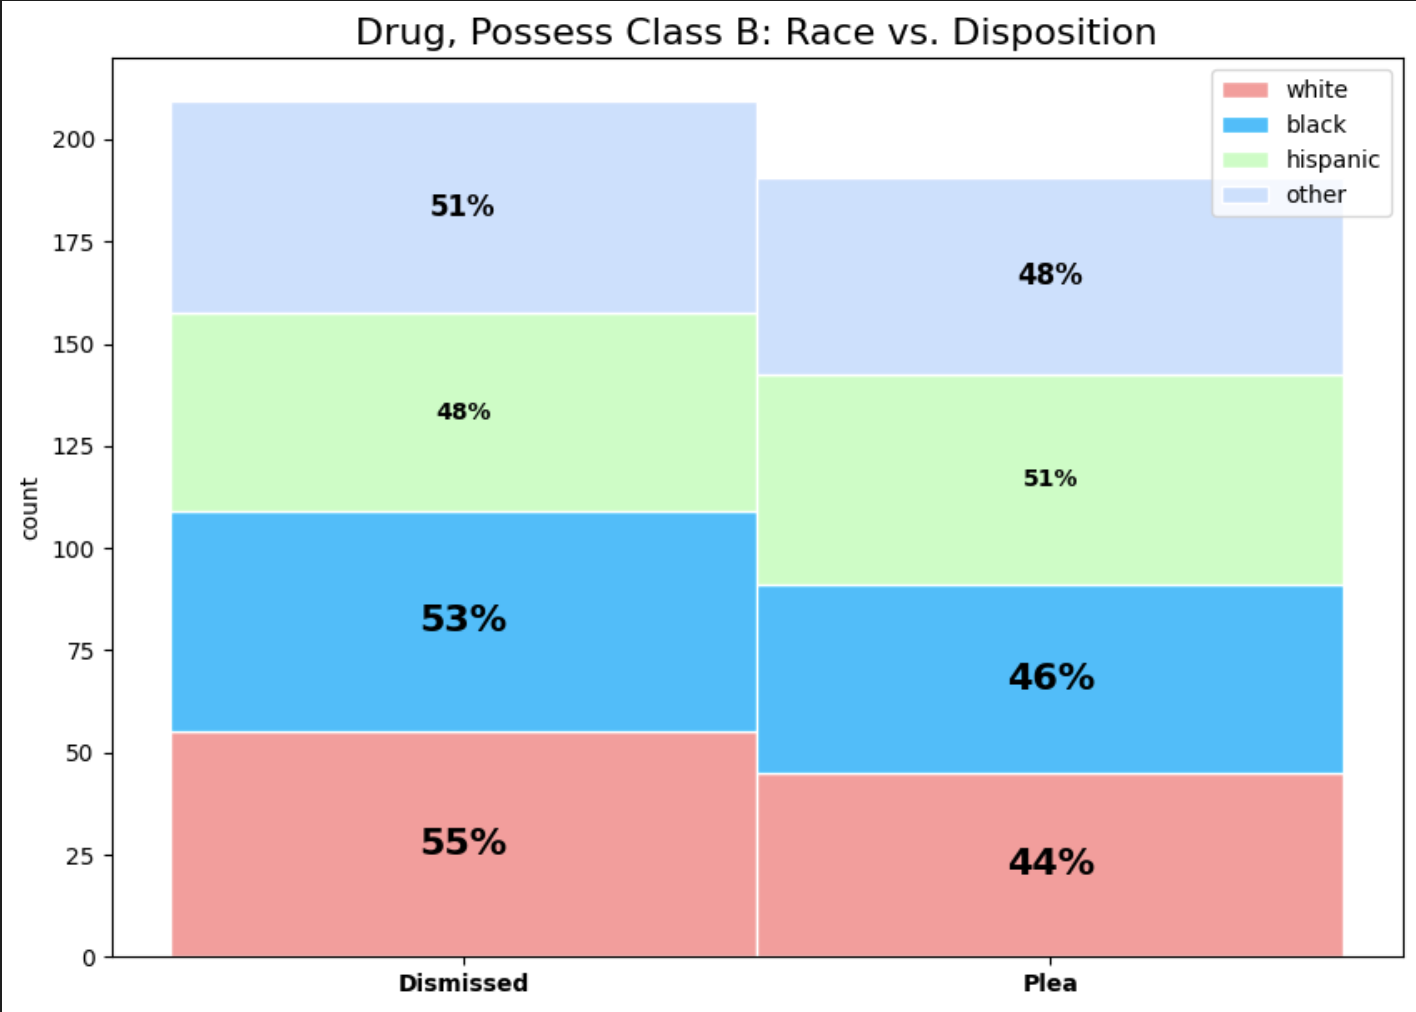 Drug, Possess Class B: Race vs. Disposition
white
black
hispanic
other
count
200
175
150
125
100
75
50
25
0
51%
48%
48%
51%
53%
46%
55%
44%
Dismissed
Plea